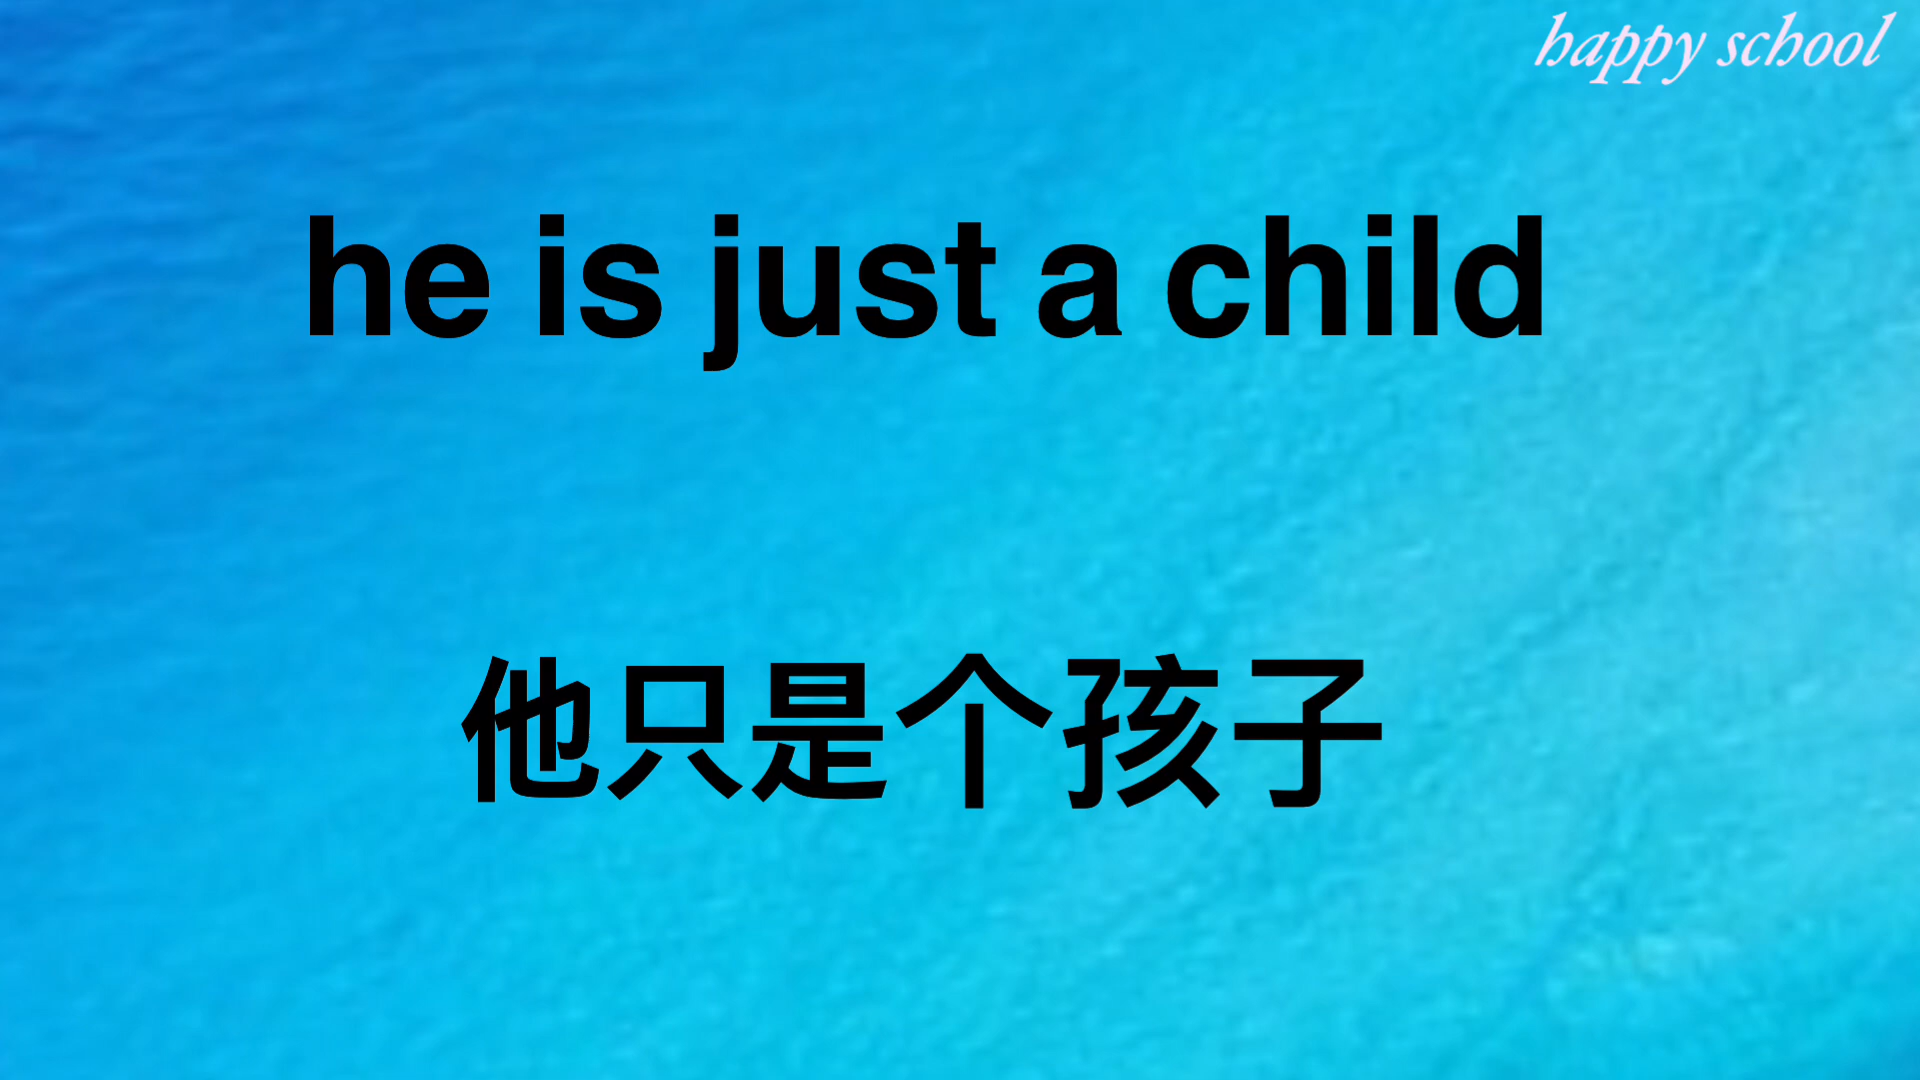 happy school
he is just a child
他只是个孩子